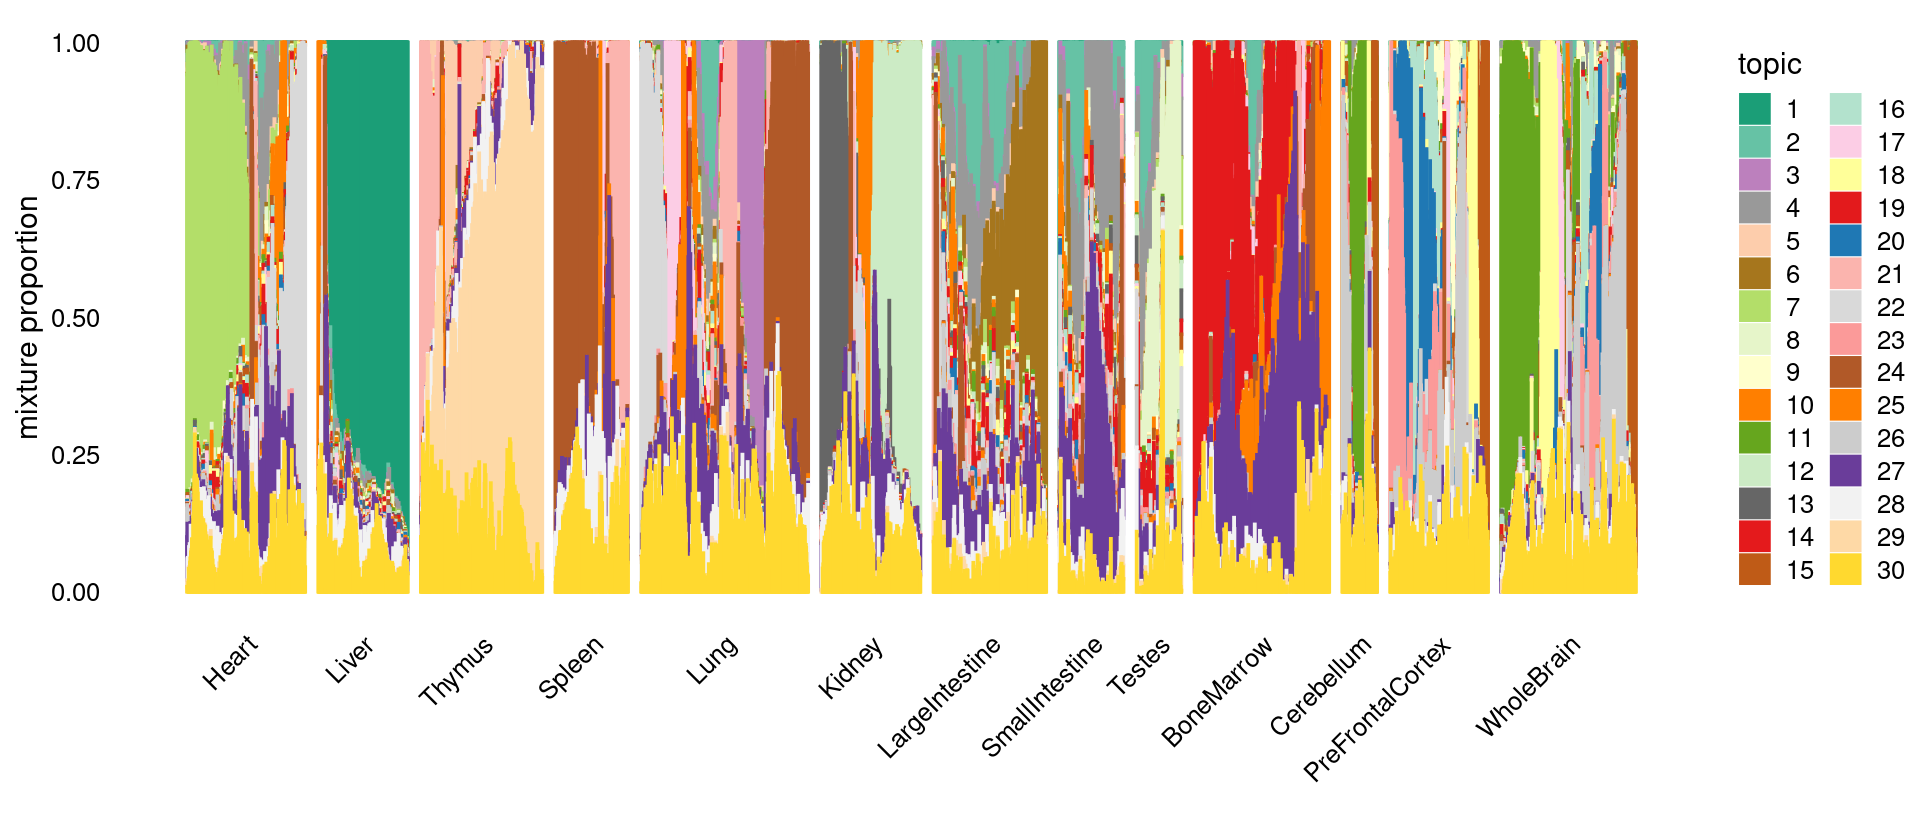 mixture proportion
1.00
0.75
0.50
0.25
0.00
Heart
Liver
Thymus
Spleen
Lung
Kidney
LargeIntestine
SmallIntestine
Testes
BoneMarrow
Cerebellum
PreFrontalCortex
WholeBrain
topic
1 16
2 17
3 18
4 19
5 20
6 21
7 22
8 23
9 24
10 25
11 26
12 27
13 28
14 29
15 30